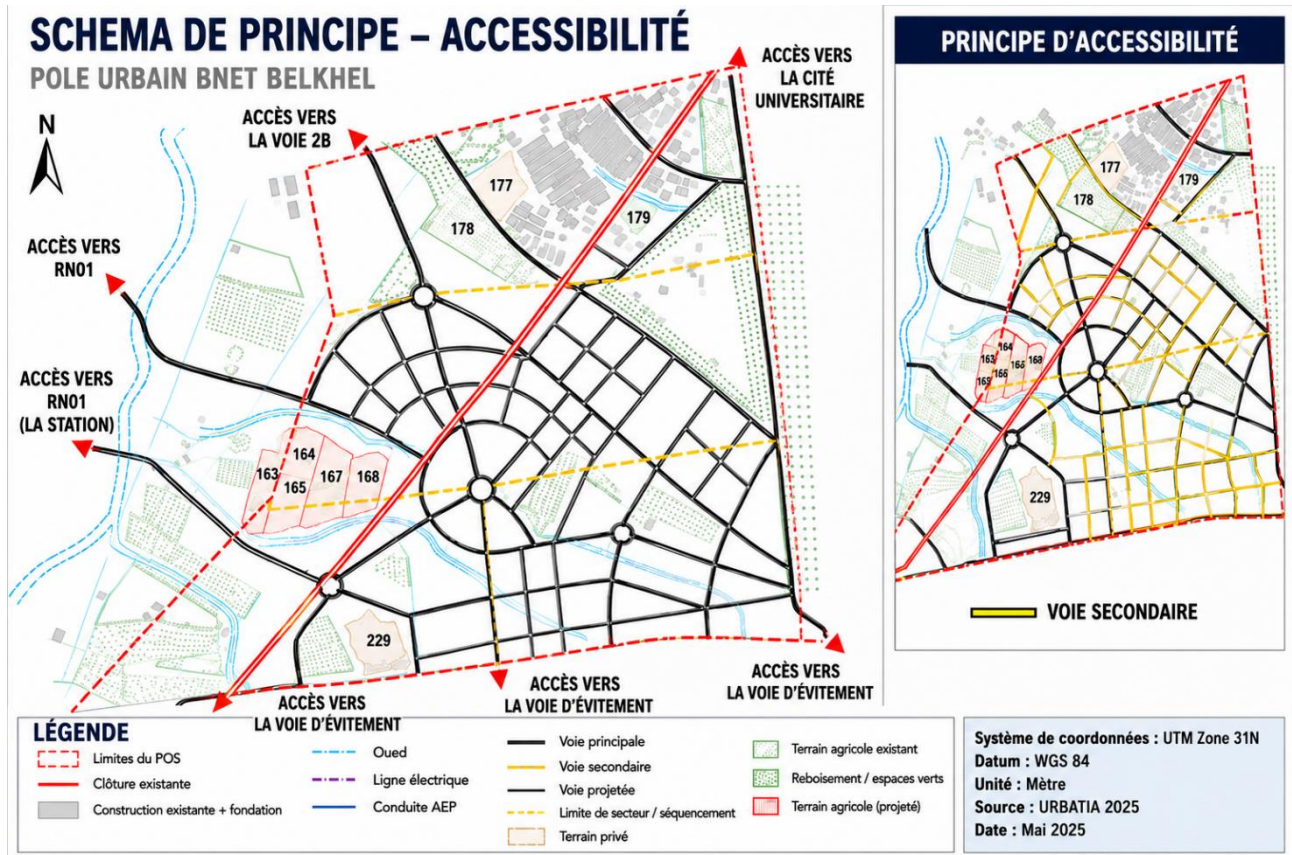 SCHEMA DE PRINCIPE – ACCESSIBILITÉ
POLE URBAIN BNET BELKHEL
N
ACCÈS VERS
LA VOIE 2B
ACCÈS VERS
LA CITÉ
UNIVERSITAIRE
ACCÈS VERS
RN01
ACCÈS VERS
RN01
(LA STATION)
177
178
179
163
164
165
167
168
229
ACCÈS VERS
LA VOIE D'ÉVITEMENT
ACCÈS VERS
LA VOIE D'ÉVITEMENT
ACCÈS VERS
LA VOIE D'ÉVITEMENT
PRINCIPE D'ACCESSIBILITÉ
177
178
179
164
163
229
VOIE SECONDAIRE
LÉGENDE
Limites du POS
Clôture existante
Construction existante + fondation
Oued
Ligne électrique
Conduite AEP
Voie principale
Voie secondaire
Voie projetée
Limite de secteur / séquencement
Terrain privé
Terrain agricole existant
Reboisement / espaces verts
Terrain agricole (projeté)
Système de coordonnées : UTM Zone 31N
Datum : WGS 84
Unité : Mètre
Source : URBATIA 2025
Date : Mai 2025